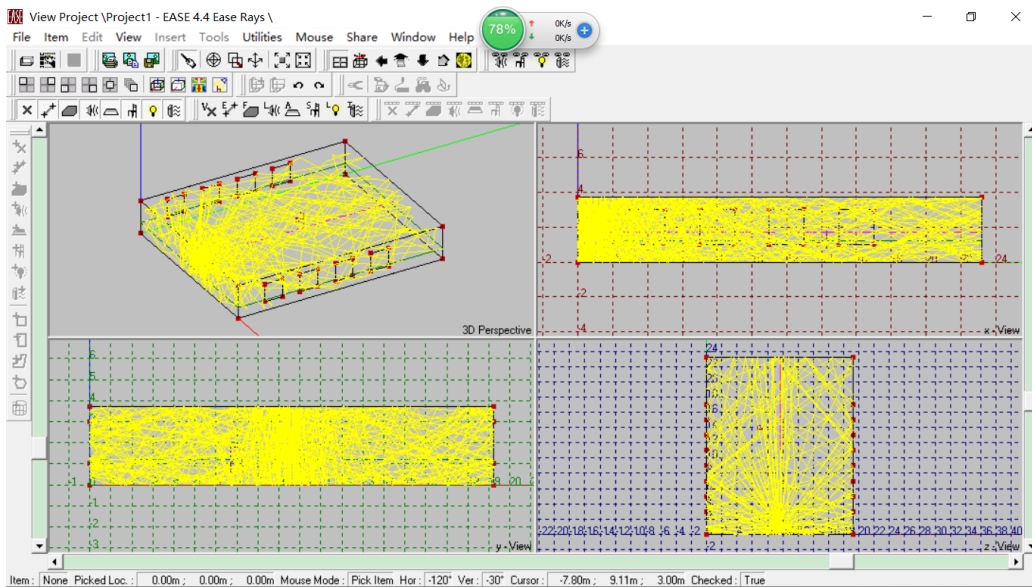 EASE View Project \Project1 - EASE 4.4 Ease Rays \
File Item Edit View Insert Tools Utilities Mouse Share Window Help
78%
0K/s
0K/s
3D Perspective
6
4
-2
24
-2
-4
x - View
6
5
4
-1
-1
-2
-3
y - View
24
-2
z - View
Item : None Picked Loc. : 0.00m ; 0.00m ; 0.00m Mouse Mode : Pick Item Hor : -120° Ver : -30° Cursor : -7.80m ; 9.11m ; 3.00m Checked : True